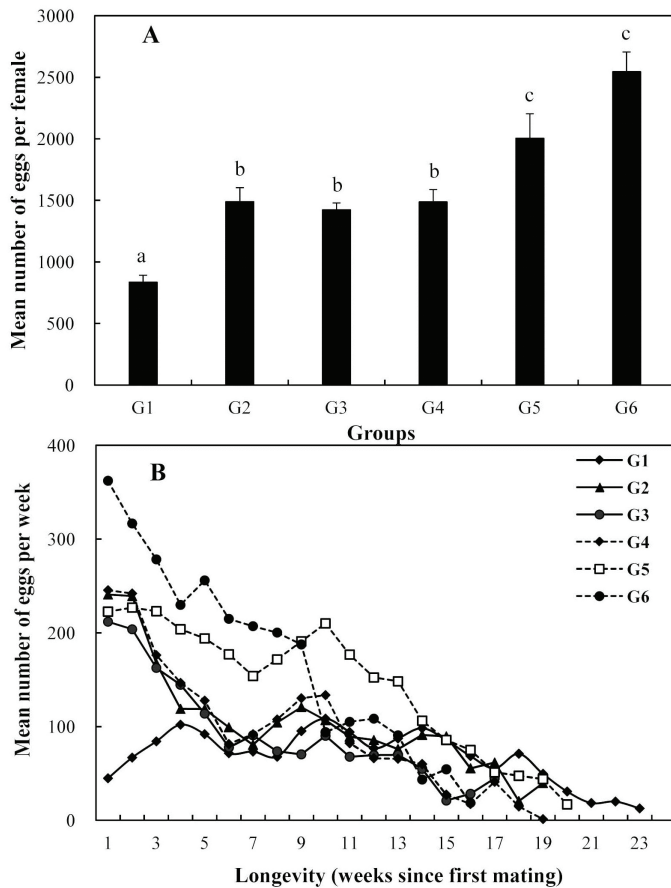 A
Mean number of eggs per female
3000
2500
2000
1500
1000
500
0
a
b
b
b
c
c
G1 G2 G3 G4 G5 G6
Groups
B
Mean number of eggs per week
400
300
200
100
0
G1
G2
G3
G4
G5
G6
1 3 5 7 9 11 13 15 17 19 21 23
Longevity (weeks since first mating)